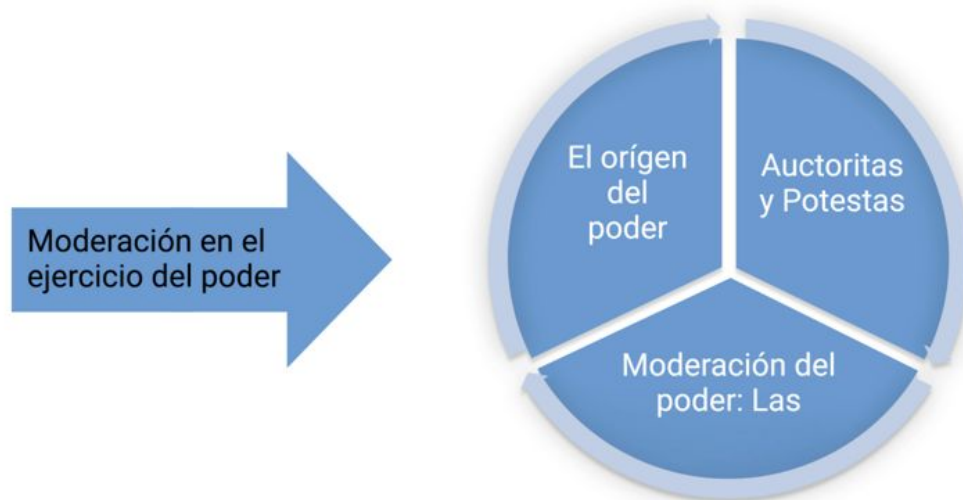 Moderación en el
ejercicio del poder
El orígen
del
poder
Auctoritas
y Potestas
Moderación del
poder: Las